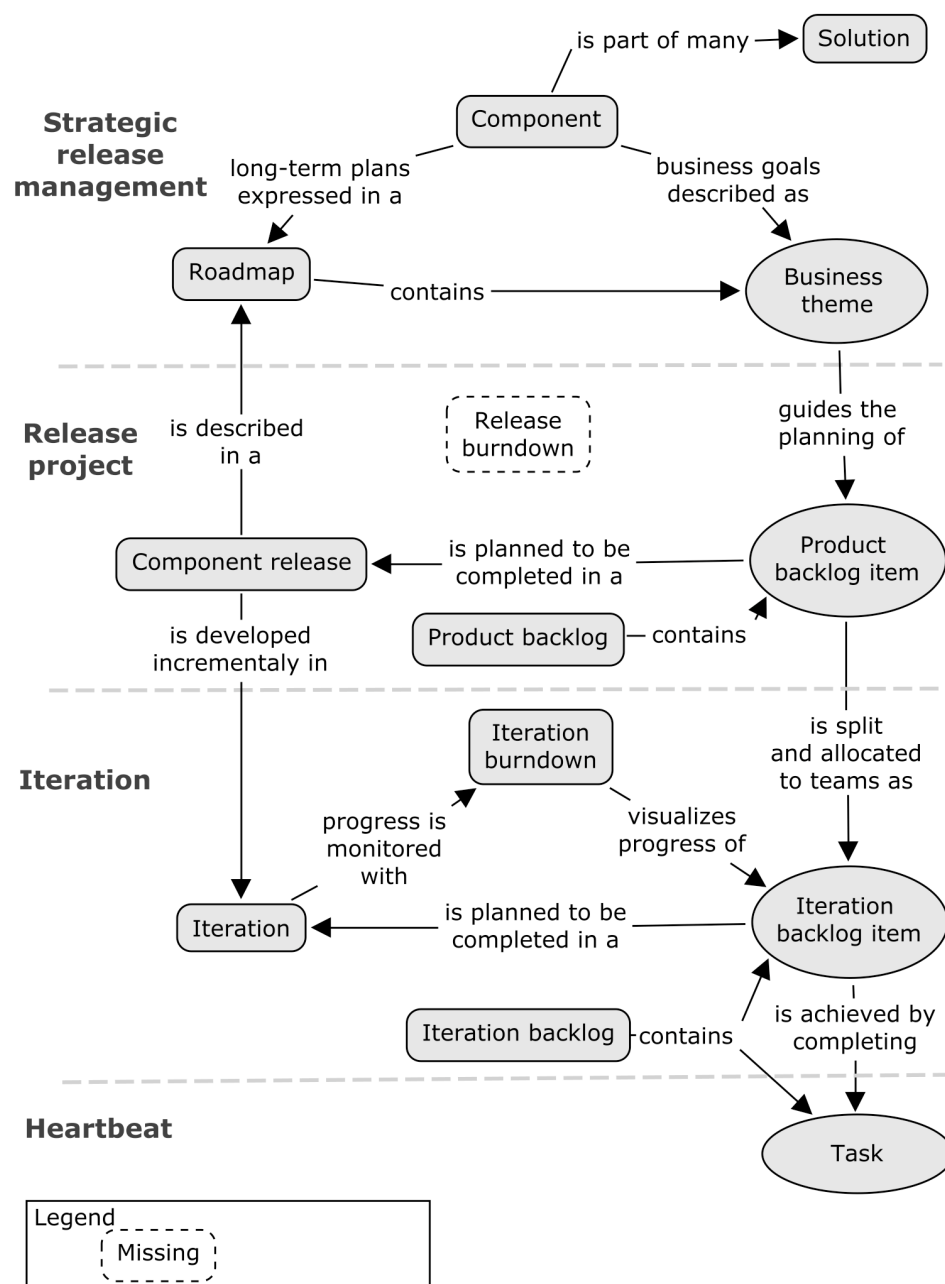 is part of many
Solution
Component
Strategic
release
management
long-term plans
expressed in a
business goals
described as
Roadmap
contains
Business
theme
Release
project
is described
in a
Release
burndown
guides the
planning of
Component release
is planned to be
completed in a
Product
backlog item
is developed
incrementaly in
Product backlog
contains
Iteration
Iteration
burndown
is split
and allocated
to teams as
progress is
monitored
with
visualizes
progress of
Iteration
is planned to be
completed in a
Iteration
backlog item
Iteration backlog
contains
is achieved by
completing
Heartbeat
Task
Legend
Missing